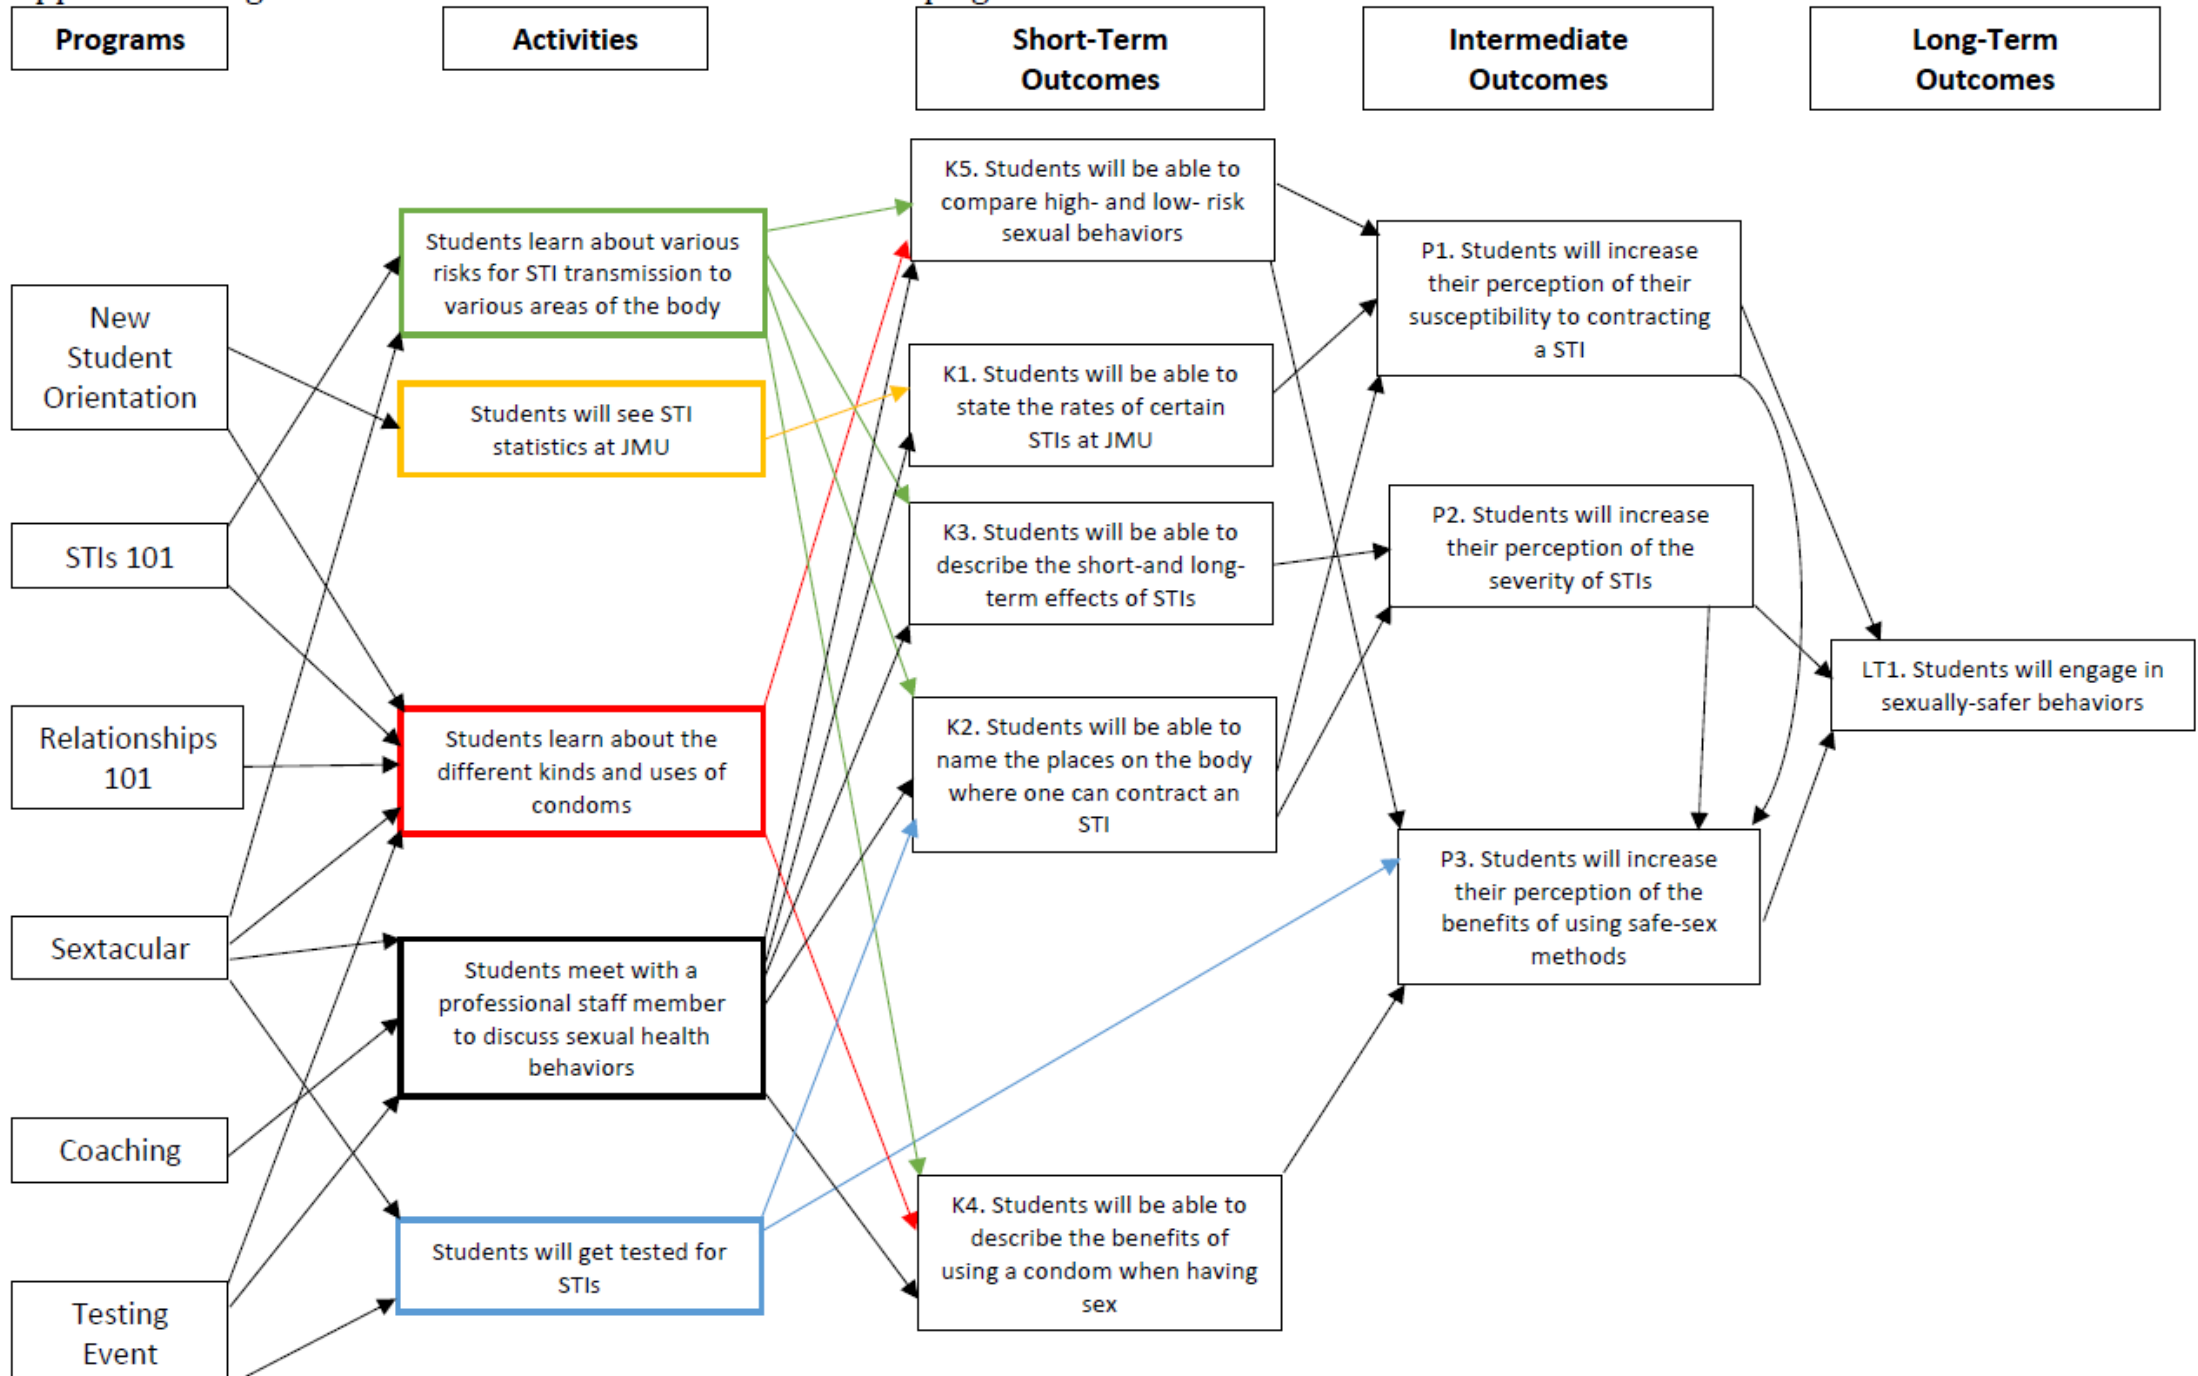 Programs
Activities
Short-Term
Outcomes
Intermediate
Outcomes
Long-Term
Outcomes
New
Student
Orientation
STIs 101
Relationships
101
Sextacular
Coaching
Testing
Event
Students learn about various
risks for STI transmission to
various areas of the body
Students will see STI
statistics at JMU
Students learn about the
different kinds and uses of
condoms
Students meet with a
professional staff member
to discuss sexual health
behaviors
Students will get tested for
STIs
K5. Students will be able to
compare high- and low- risk
sexual behaviors
K1. Students will be able to
state the rates of certain
STIs at JMU
K3. Students will be able to
describe the short-and long-
term effects of STIs
K2. Students will be able to
name the places on the body
where one can contract an
STI
K4. Students will be able to
describe the benefits of
using a condom when having
sex
P1. Students will increase
their perception of their
susceptibility to contracting
a STI
P2. Students will increase
their perception of the
severity of STIs
P3. Students will increase
their perception of the
benefits of using safe-sex
methods
LT1. Students will engage in
sexually-safer behaviors